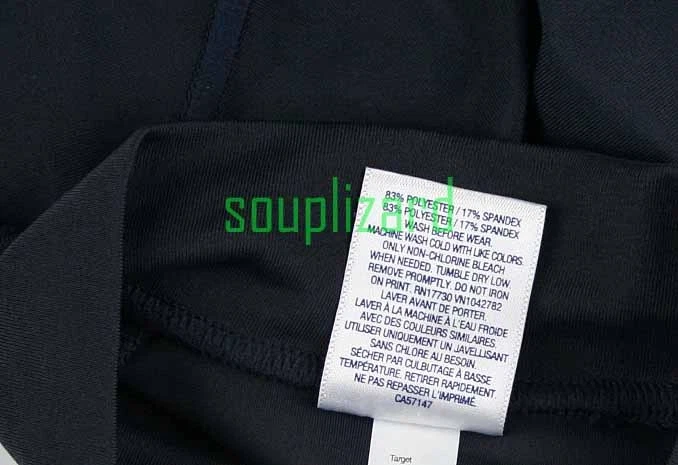 souplizard
83% POLYESTER / 17% SPANDEX
83% POLYESTER / 17% SPANDEX
WASH BEFORE WEAR.
MACHINE WASH COLD WITH LIKE COLORS.
ONLY NON-CHLORINE BLEACH
WHEN NEEDED. TUMBLE DRY LOW
REMOVE PROMPTLY. DO NOT IRON
ON PRINT. RN17730 VN1042782
LAVER AVANT DE PORTER.
LAVER À LA MACHINE À L'EAU FROIDE
AVEC DES COULEURS SIMILAIRES.
UTILISER UNIQUEMENT UN JAVELLISANT
SANS CHLORE AU BESOIN.
SÉCHER PAR CULBUTAGE À BASSE
TEMPÉRATURE. RETIRER RAPIDEMENT
NE PAS REPASSER L'IMPRIMÉ.
CA57147
Target